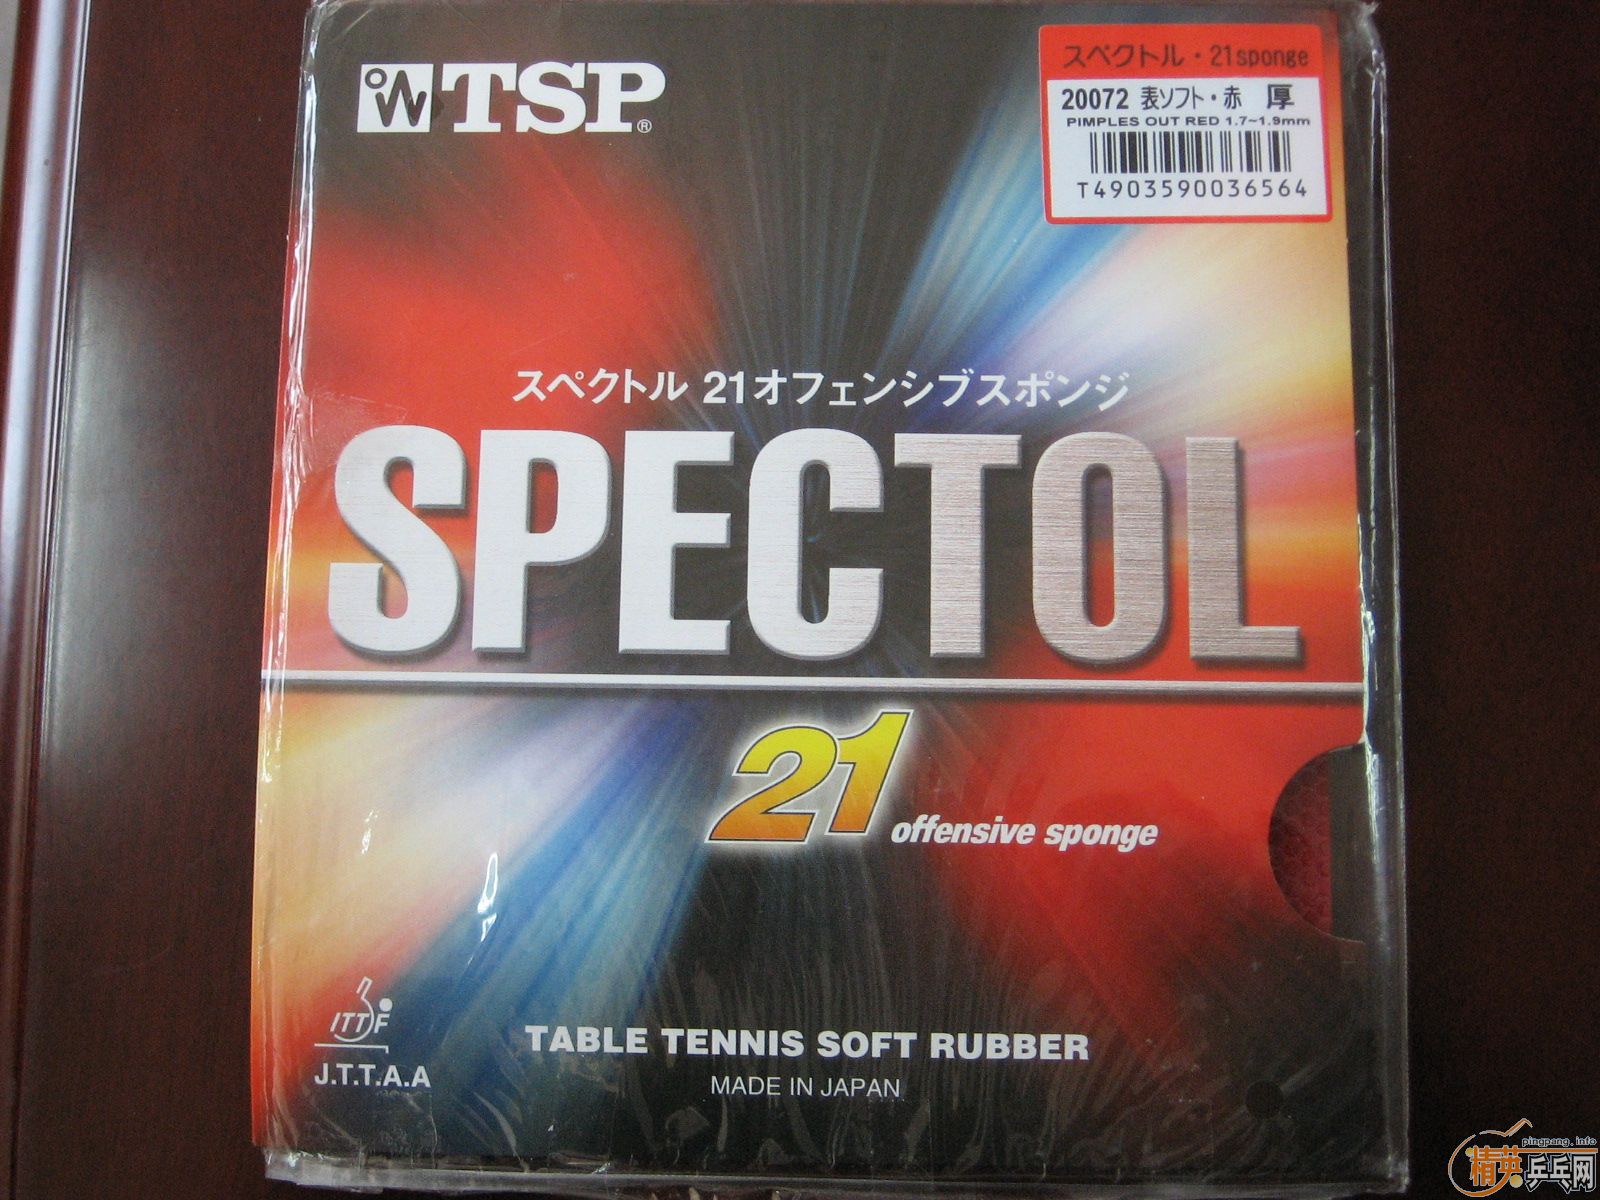 TSP®
スペクトル・21sponge
20072 表ソフト・赤 厚
PIMPLES OUT RED 1.7~1.9mm
T4903590036564
スペクトル 21オフェンシブスポンジ
SPECTOL
21 offensive sponge
ITTF
J.T.T.A.A
TABLE TENNIS SOFT RUBBER
MADE IN JAPAN
pingpang.info
精英乒乓网